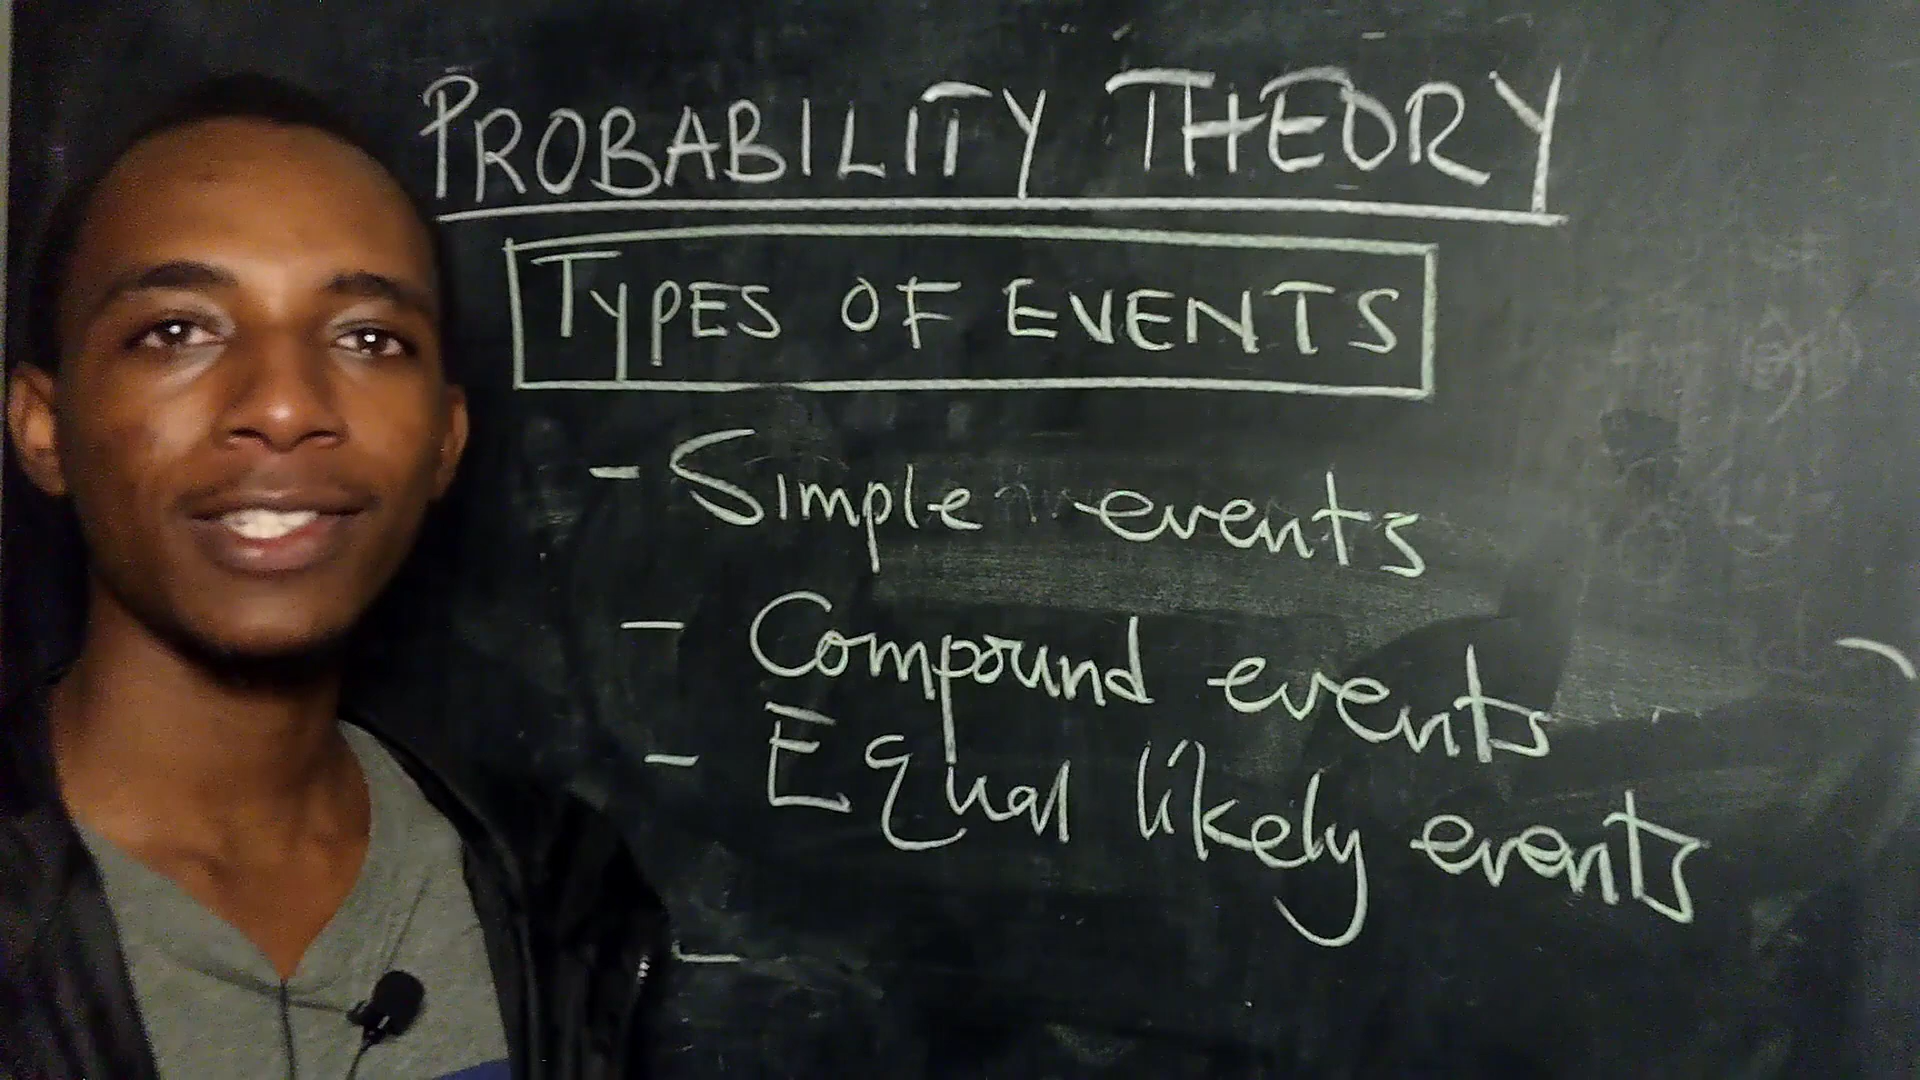 PROBABILITY THEORY
TYPES OF EVENTS
- Simple events
- Compound events
- Equal likely events
-